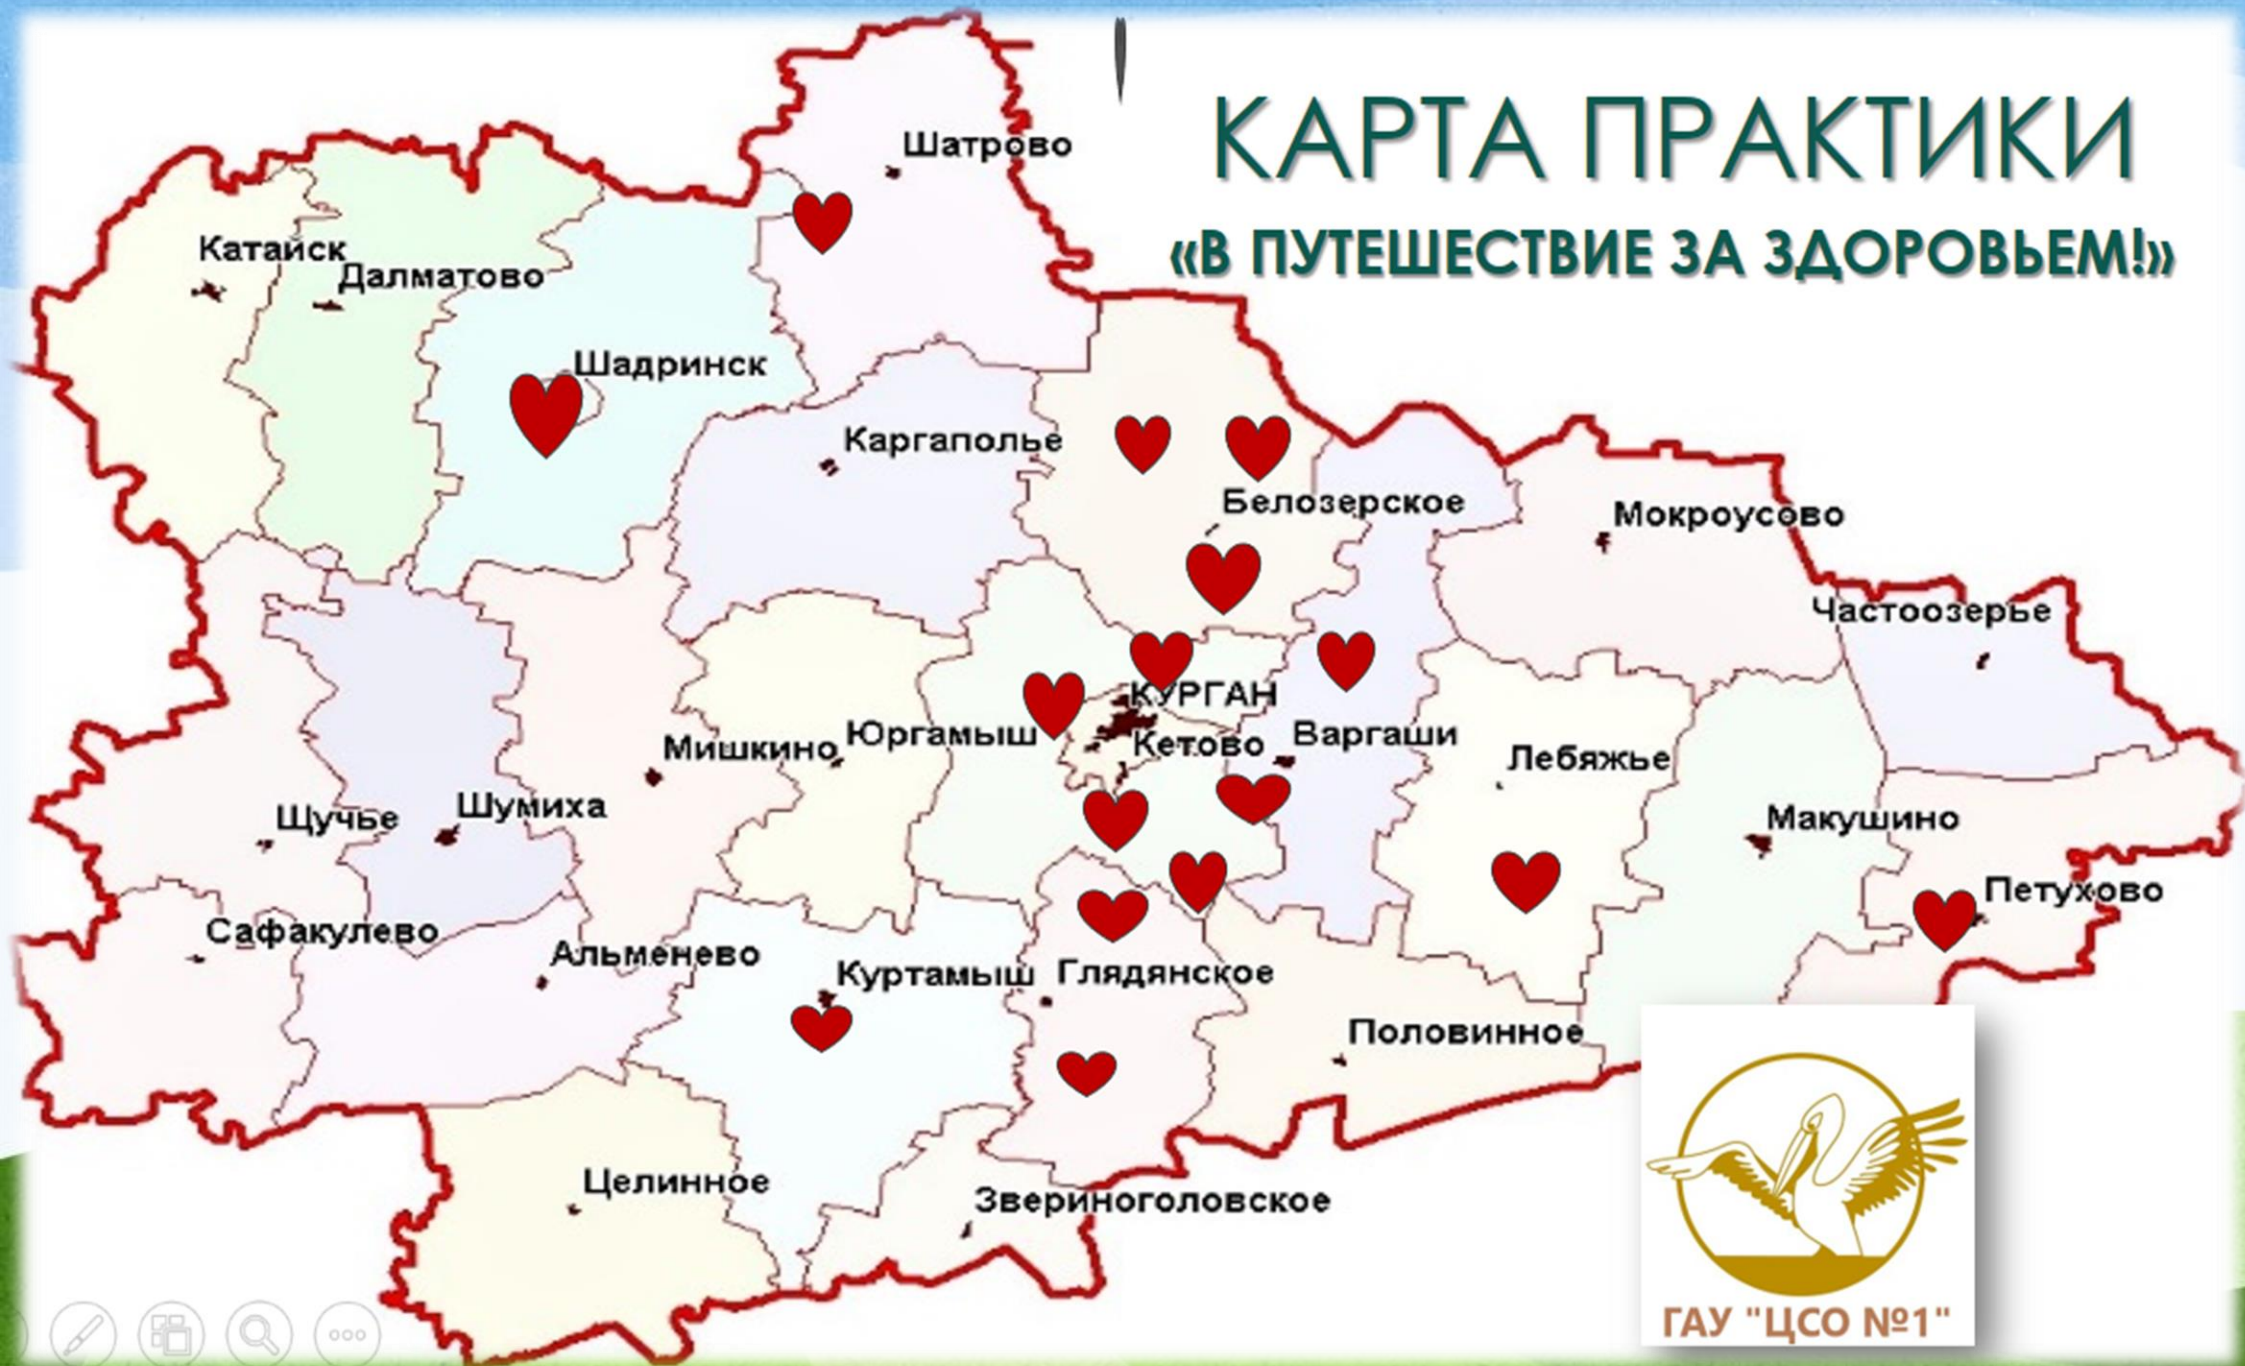 КАРТА ПРАКТИКИ
«В ПУТЕШЕСТВИЕ ЗА ЗДОРОВЬЕМ!»
Шатрово
Катайск
Далматово
Шадринск
Каргаполье
Белозерское
Мокроусово
Частоозерье
КУРГАН
Юргамыш
Кетово
Варгаши
Мишкино
Лебяжье
Щучье
Шумиха
Макушино
Петухово
Сафакулево
Альменево
Куртамыш
Глядянское
Половинное
Целинное
Звериноголовское
ГАУ "ЦСО №1"